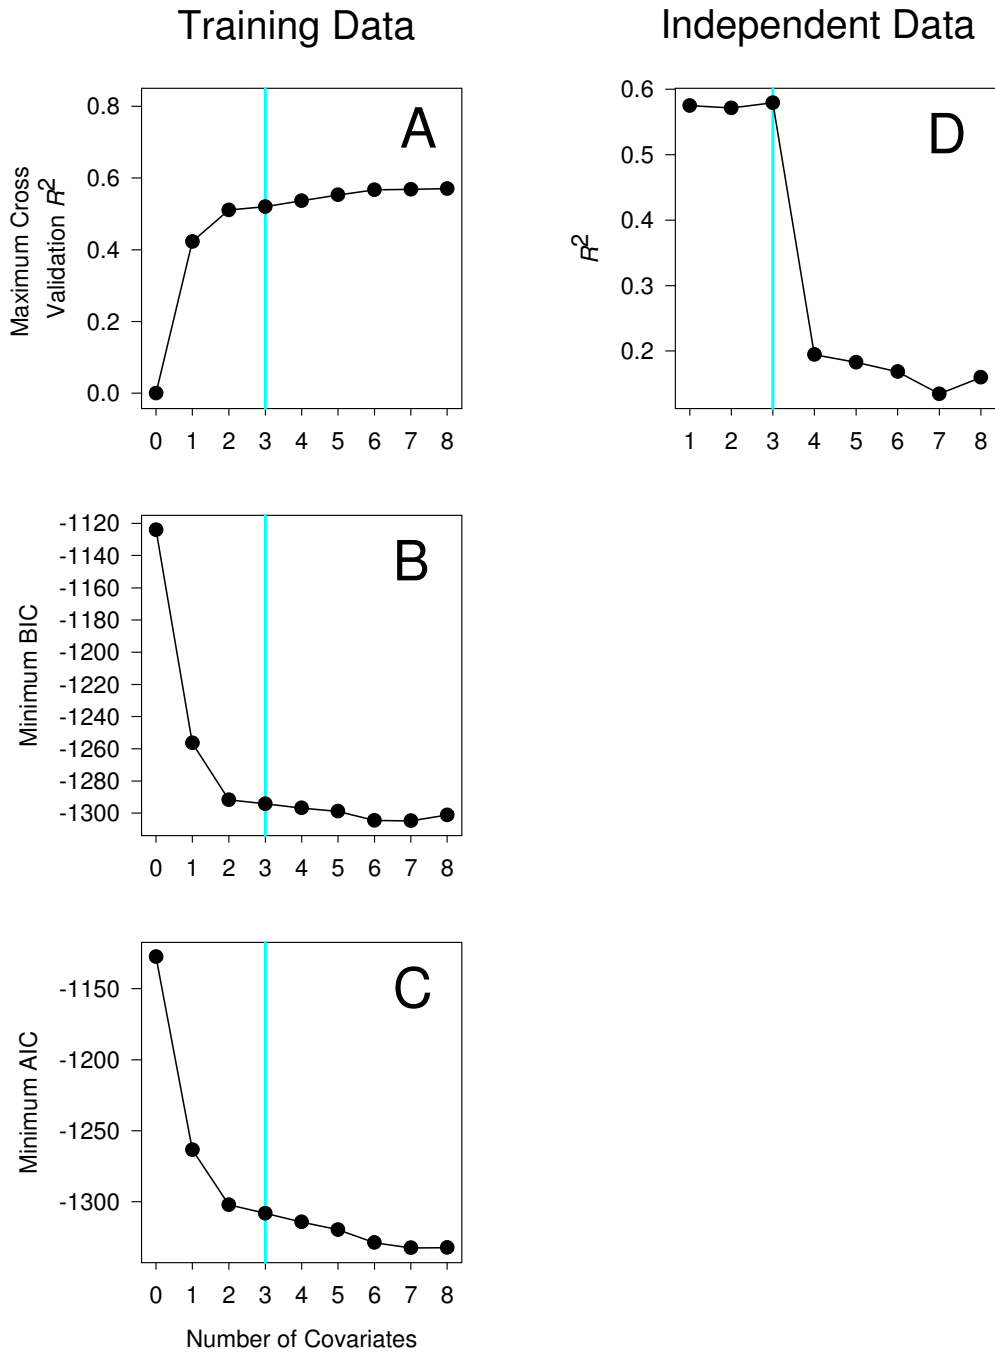 Training Data
Independent Data
A
Maximum Cross
Validation R²
0.8
0.6
0.4
0.2
0.0
0 1 2 3 4 5 6 7 8
D
R²
0.6
0.5
0.4
0.3
0.2
1 2 3 4 5 6 7 8
B
Minimum BIC
-1120
-1140
-1160
-1180
-1200
-1220
-1240
-1260
-1280
-1300
0 1 2 3 4 5 6 7 8
C
Minimum AIC
-1150
-1200
-1250
-1300
0 1 2 3 4 5 6 7 8
Number of Covariates